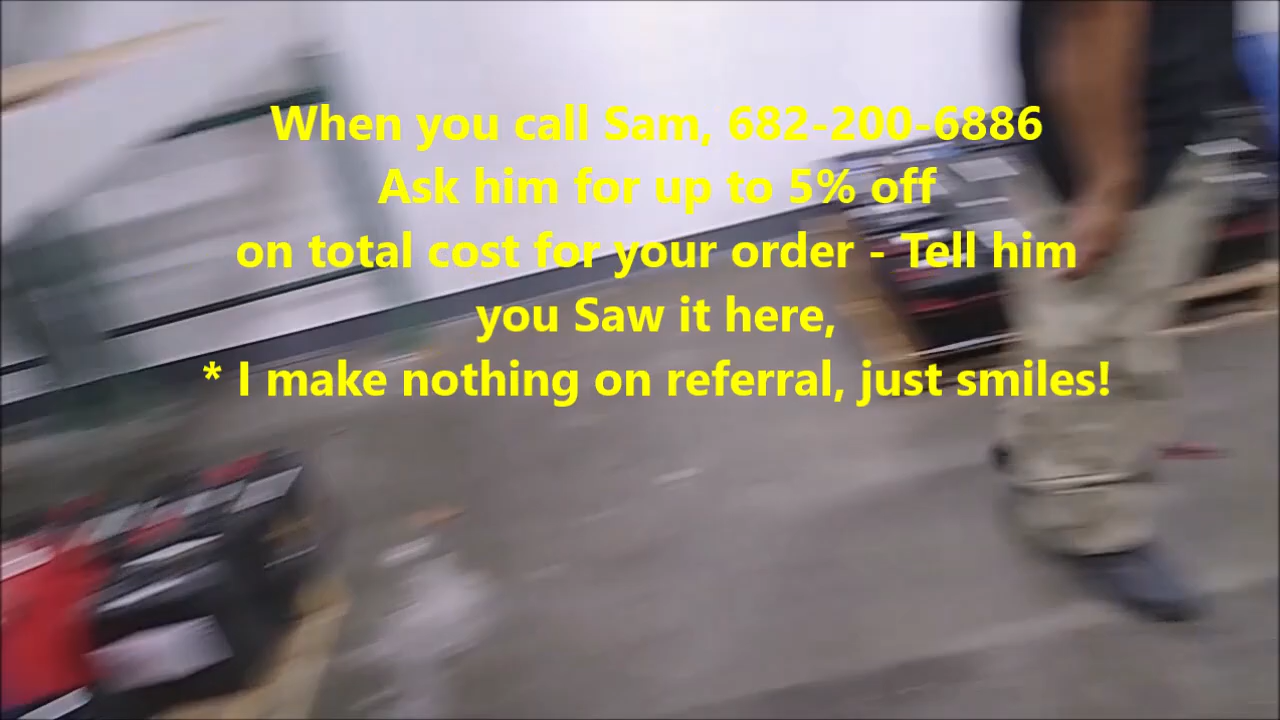 When you call Sam, 682-200-6886
Ask him for up to 5% off
on total cost for your order - Tell him
you Saw it here,
* I make nothing on referral, just smiles!